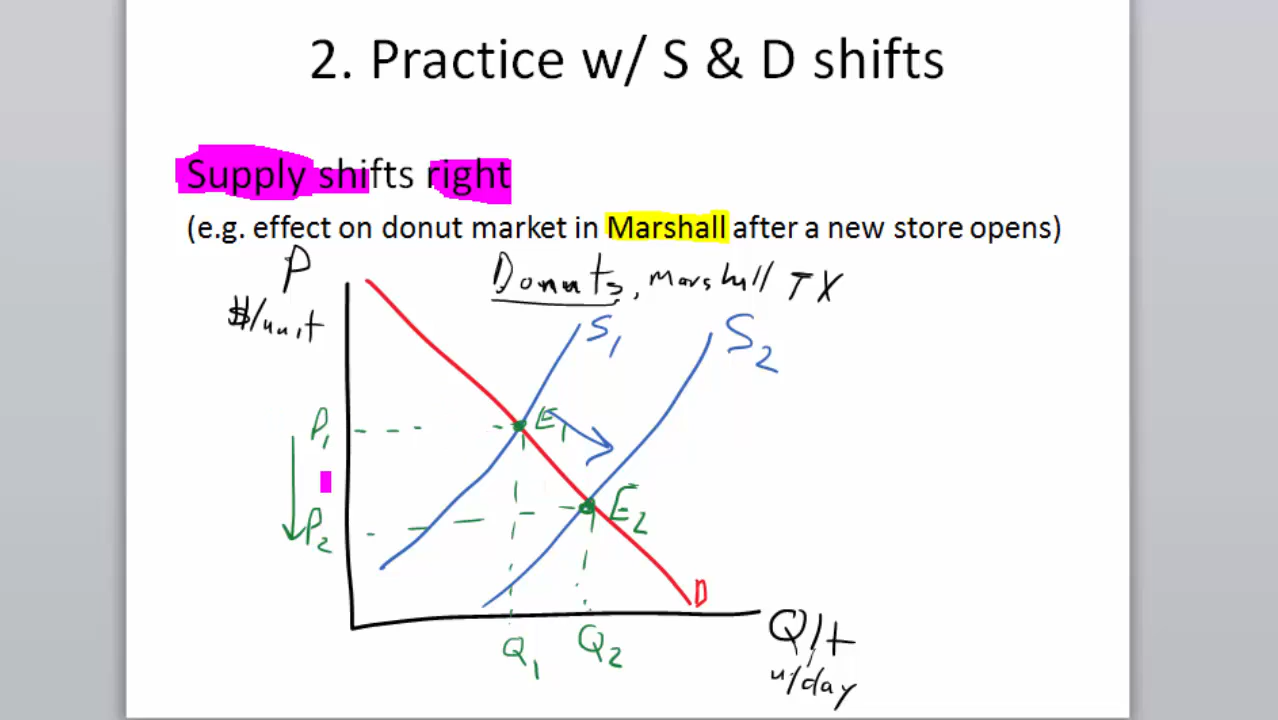 2. Practice w/ S & D shifts
Supply shifts right
(e.g. effect on donut market in Marshall after a new store opens)
P
$/unit
Donuts, Marshall TX
S1
S2
P1
E1
P2
E2
D
Q1
Q2
Q/t
u/day